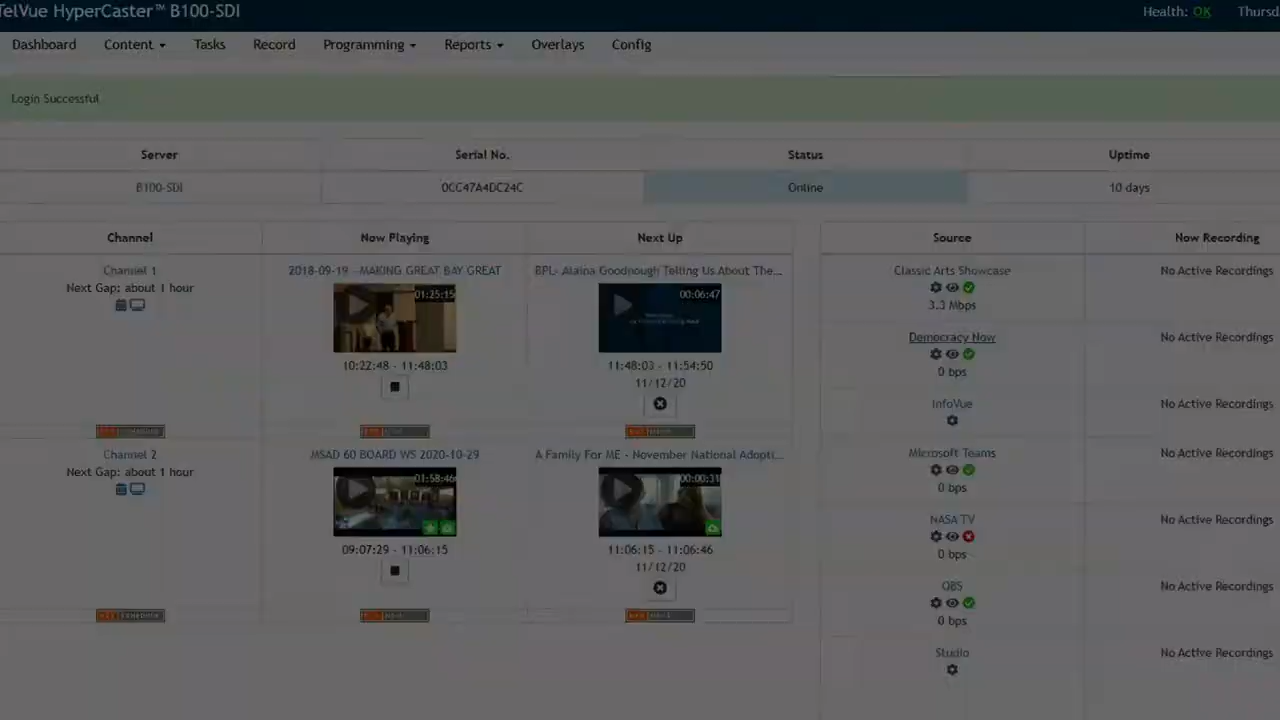 TelVue HyperCaster™ B100-SDI Health: OK Thursd
Dashboard Content Tasks Record Programming Reports Overlays Config
Login Successful
Server Serial No. Status Uptime
B100-SDI 0CC47A4DC24C Online 10 days
Channel Now Playing Next Up Source Now Recording
Channel 1 2018-09-19 - MAKING GREAT BAY GREAT BPL- Alaina Goodnough Telling Us About The... Classic Arts Showcase No Active Recordings
Next Gap: about 1 hour
01:25:15 00:06:47
3.3 Mbps
Democracy Now No Active Recordings
10:22:48 - 11:48:03 11:48:03 - 11:54:50
0 bps
11/12/20
InfoVue No Active Recordings
Channel 2 MSAD 60 BOARD WS 2020-10-29 A Family For ME - November National Adopti... Microsoft Teams No Active Recordings
Next Gap: about 1 hour
01:58:46 00:00:31
0 bps
NASA TV No Active Recordings
09:07:29 - 11:06:15 11:06:15 - 11:06:46
0 bps
11/12/20
OBS No Active Recordings
0 bps
Studio No Active Recordings